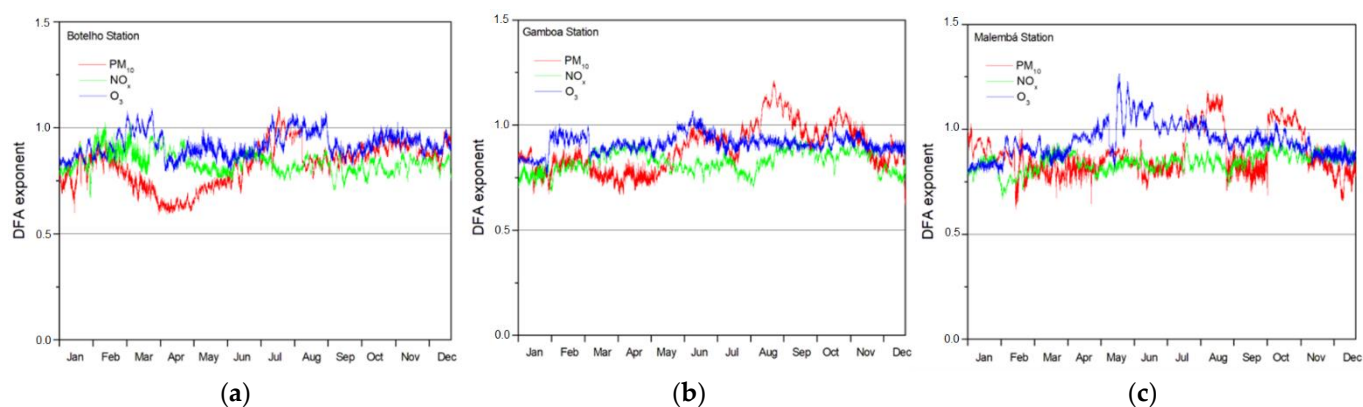 Botelho Station
PM10
NOx
O3
DFA exponent
1.5
1.0
0.5
0.0
Jan Feb Mar Apr May Jun Jul Aug Sep Oct Nov Dec
(a)
Gamboa Station
PM10
NOx
O3
DFA exponent
1.5
1.0
0.5
0.0
Jan Feb Mar Apr May Jun Jul Aug Sep Oct Nov Dec
(b)
Malembá Station
PM10
NOx
O3
DFA exponent
1.5
1.0
0.5
0.0
Jan Feb Mar Apr May Jun Jul Aug Sep Oct Nov Dec
(c)